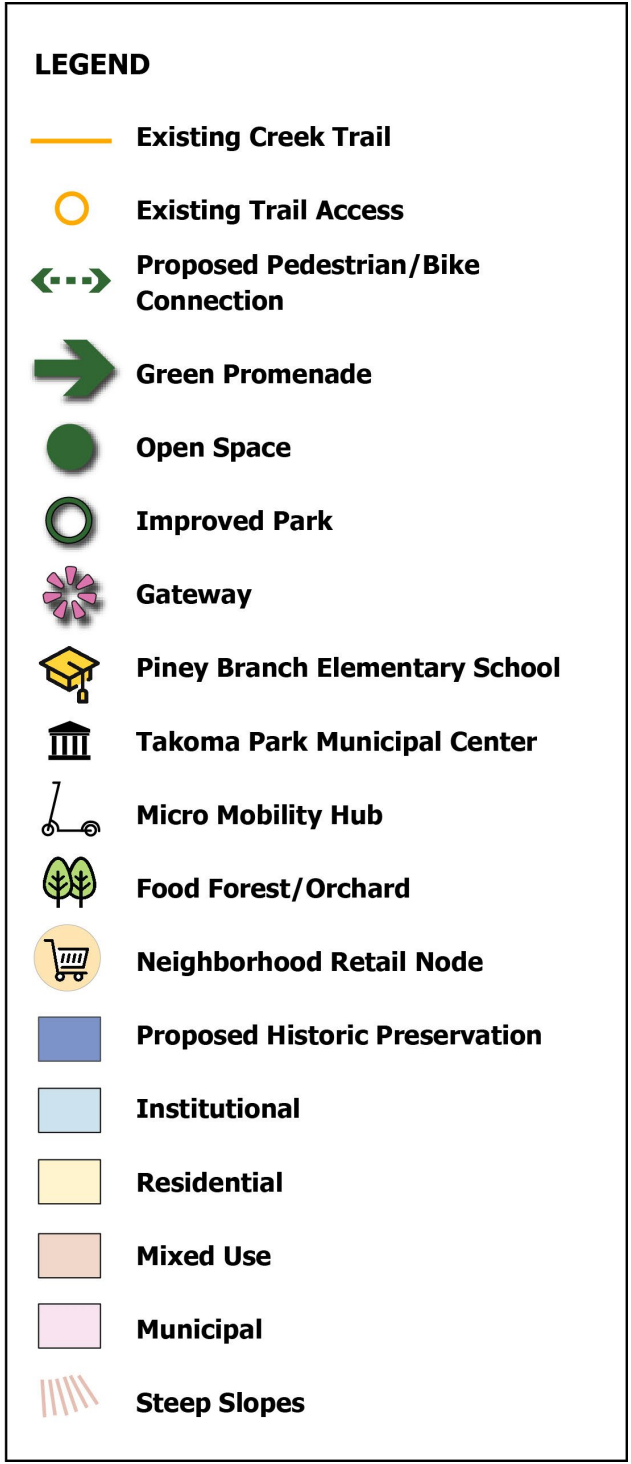 LEGEND
Existing Creek Trail
Existing Trail Access
Proposed Pedestrian/Bike
Connection
Green Promenade
Open Space
Improved Park
Gateway
Piney Branch Elementary School
Takoma Park Municipal Center
Micro Mobility Hub
Food Forest/Orchard
Neighborhood Retail Node
Proposed Historic Preservation
Institutional
Residential
Mixed Use
Municipal
Steep Slopes